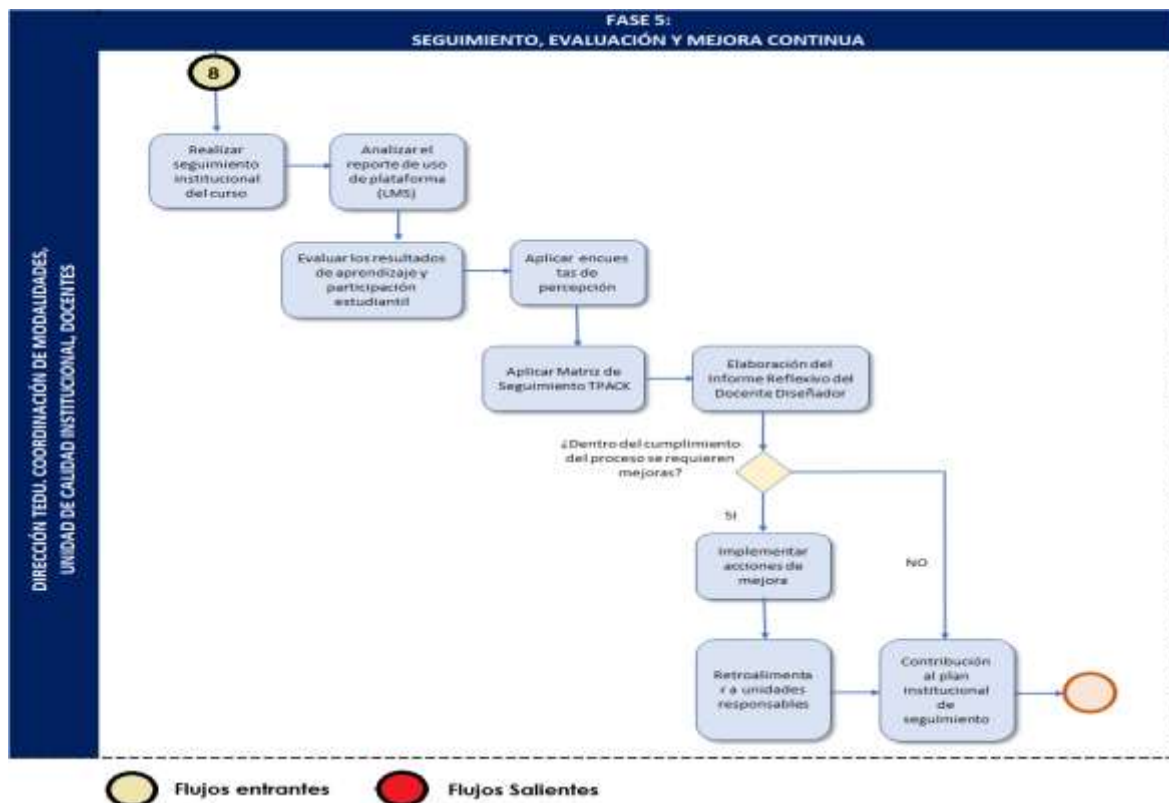 FASE 5:
SEGUIMIENTO, EVALUACIÓN Y MEJORA CONTINUA
DIRECCIÓN TEDU. COORDINACIÓN DE MODALIDADES,
UNIDAD DE CALIDAD INSTITUCIONAL, DOCENTES
8
Realizar
seguimiento
institucional
del curso
Analizar el
reporte de uso
de plataforma
(LMS)
Evaluar los resultados
de aprendizaje y
participación
estudiantil
Aplicar encues
tas de
percepción
Aplicar Matriz de
Seguimiento TPACK
Elaboración del
Informe Reflexivo del
Docente Diseñador
¿Dentro del cumplimiento
del proceso se requieren
mejoras?
SI
NO
Implementar
acciones de
mejora
Retroalimenta
r a unidades
responsables
Contribución
al plan
institucional
de
seguimiento
Flujos entrantes
Flujos Salientes